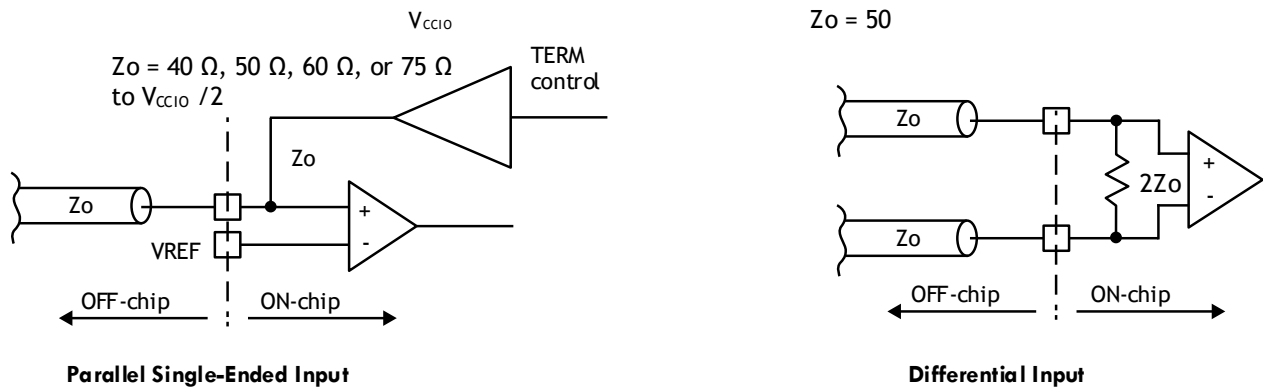 VCCIO
Zo = 40 Ω, 50 Ω, 60 Ω, or 75 Ω
to VCCIO /2
TERM
control
Zo
Zo
+
-
VREF
OFF-chip
ON-chip
Parallel Single-Ended Input
Zo = 50
Zo
+
2Zo
-
Zo
OFF-chip
ON-chip
Differential Input